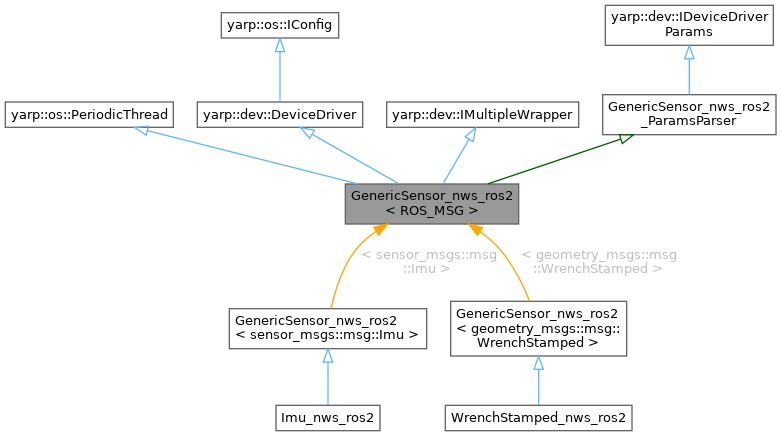 yarp::os::IConfig
yarp::dev::IDeviceDriver
Params
yarp::os::PeriodicThread
yarp::dev::DeviceDriver
yarp::dev::IMultipleWrapper
GenericSensor_nws_ros2
_ParamsParser
GenericSensor_nws_ros2
< ROS_MSG >
< sensor_msgs::msg
::Imu >
< geometry_msgs::msg
::WrenchStamped >
GenericSensor_nws_ros2
< sensor_msgs::msg::Imu >
GenericSensor_nws_ros2
< geometry_msgs::msg::
WrenchStamped >
Imu_nws_ros2
WrenchStamped_nws_ros2